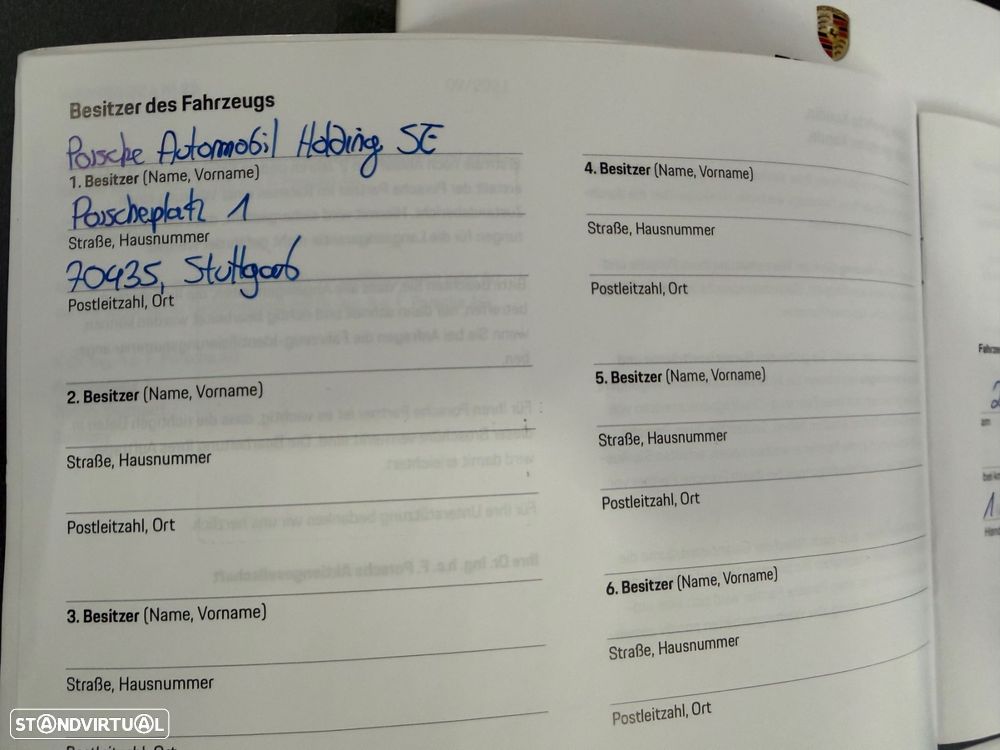 Besitzer des Fahrzeugs
Porsche Automobil Holding SE
1. Besitzer (Name, Vorname)
Porscheplatz 1
Straße, Hausnummer
70435, Stuttgart
Postleitzahl, Ort
2. Besitzer (Name, Vorname)
Straße, Hausnummer
Postleitzahl, Ort
3. Besitzer (Name, Vorname)
Straße, Hausnummer
4. Besitzer (Name, Vorname)
Straße, Hausnummer
Postleitzahl, Ort
5. Besitzer (Name, Vorname)
Straße, Hausnummer
Postleitzahl, Ort
6. Besitzer (Name, Vorname)
Straße, Hausnummer
Postleitzahl, Ort
am
STANDVIRTUAL